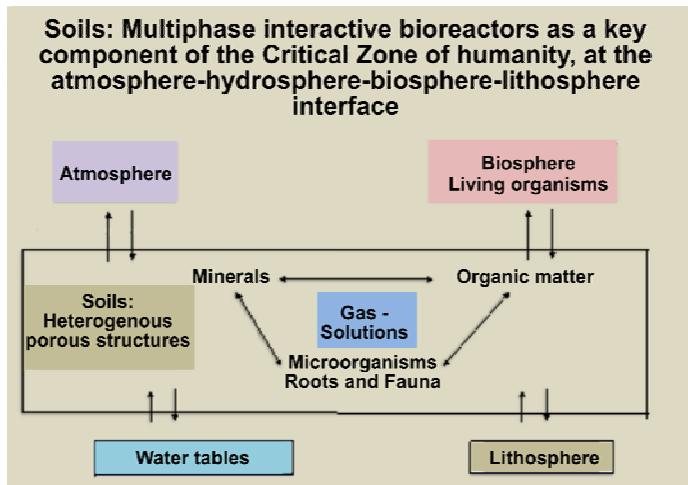 Soils: Multiphase interactive bioreactors as a key
component of the Critical Zone of humanity, at the
atmosphere-hydrosphere-biosphere-lithosphere
interface
Atmosphere
Biosphere
Living organisms
Minerals
Organic matter
Soils:
Heterogenous
porous structures
Gas -
Solutions
Microorganisms
Roots and Fauna
Water tables
Lithosphere